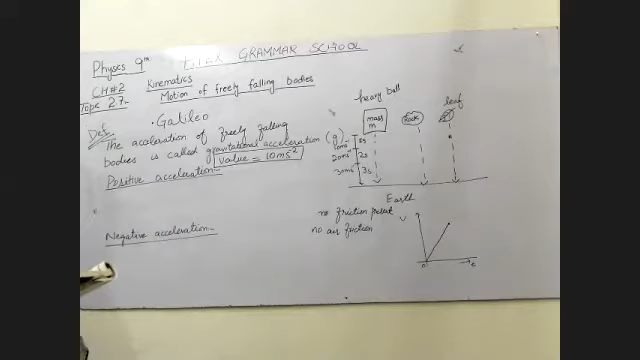 Physics 9th
GRAMMAR SCHOOL
CH#2 Kinematics
Topic 2.7 Motion of freely falling bodies
• Galileo
Def
The acceleration of freely falling
bodies is called gravitational acceleration (g)
value = 10ms²
Positive acceleration
Negative acceleration
heavy ball
mass
m
Rock
leaf
10ms⁻¹ 1s
20ms⁻¹ 2s
30ms⁻¹ 3s
Earth
no friction present
no air friction
v
o
t